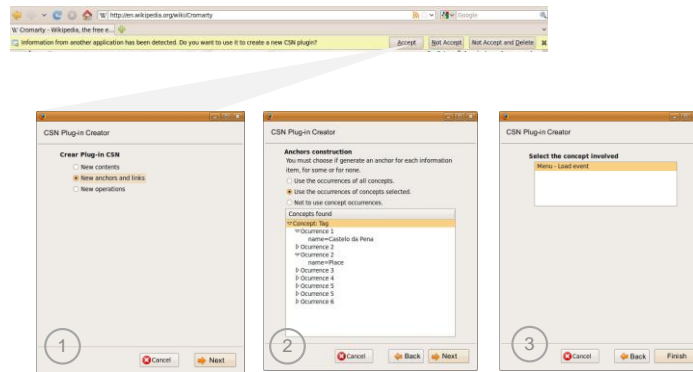 http://en.wikipedia.org/wiki/Cromarty
Google
Cromarty - Wikipedia, the free e...
Information from another application has been detected. Do you want to use it to create a new CSN plugin?
Accept
Not Accept
Not Accept and Delete
CSN Plug-in Creator
Crear Plug-in CSN
New contents
New anchors and links
New operations
1
Cancel
Next
CSN Plug-in Creator
Anchors construction
You must choose if generate an anchor for each information
item, for some or for none.
Use the occurrences of all concepts.
Use the occurrences of concepts selected.
Not to use concept occurrences.
Concepts found
Concept: Tag
Ocurrence 1
name=Castelo da Pena
Ocurrence 2
Ocurrence 2
name=Place
Ocurrence 3
Ocurrence 4
Ocurrence 5
Ocurrence 5
Ocurrence 6
2
Cancel
Back
Next
CSN Plug-in Creator
Select the concept involved
Menu - Load event
3
Cancel
Back
Finish